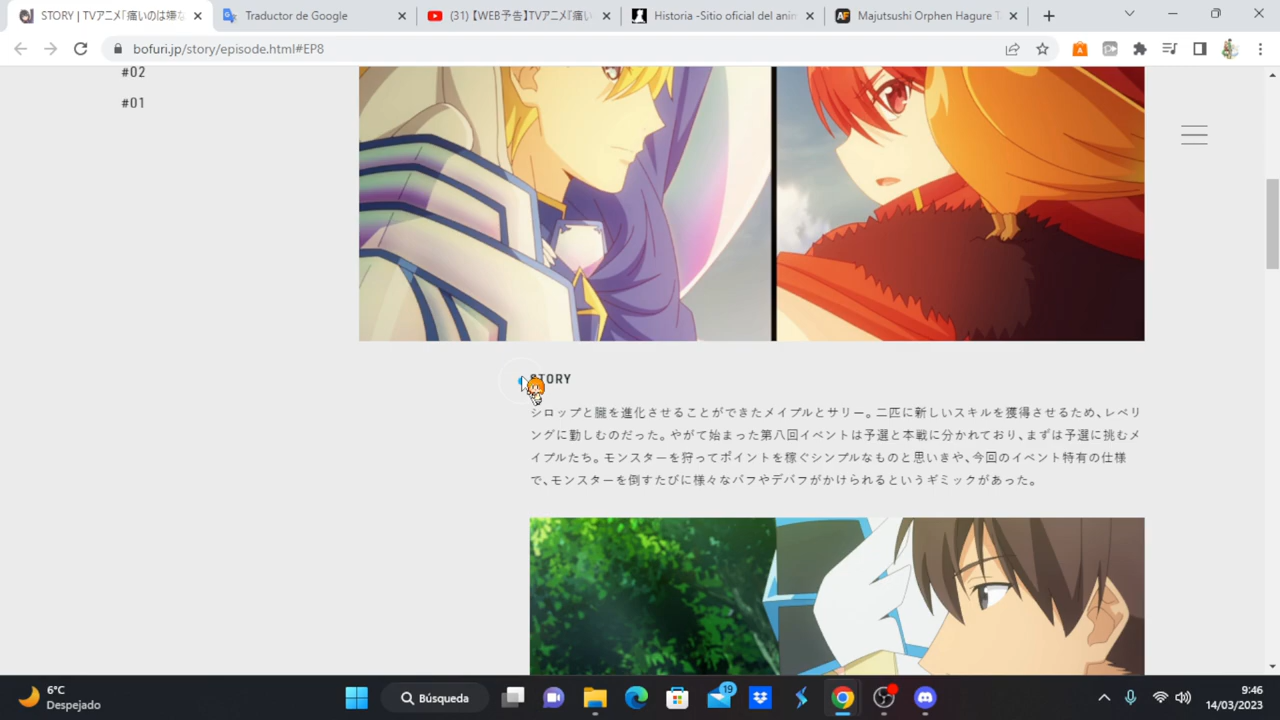 STORY | TVアニメ「痛いのは嫌な
Traductor de Google
(31) 【WEB予告】TVアニメ『痛い
Historia -Sitio oficial del anim
Majutsushi Orphen Hagure T
bofuri.jp/story/episode.html#EP8
#02
#01
STORY
シロップと朧を進化させることができたメイプルとサリー。二匹に新しいスキルを獲得させるため、レベリ
ングに勤しむのだった。やがて始まった第八回イベントは予選と本戦に分かれており、まずは予選に挑むメ
イプルたち。モンスターを狩ってポイントを稼ぐシンプルなものと思いきや、今回のイベント特有の仕様
で、モンスターを倒すたびに様々なバフやデバフがかけられるというギミックがあった。
6°C
Despejado
Búsqueda
19
9:46
14/03/2023